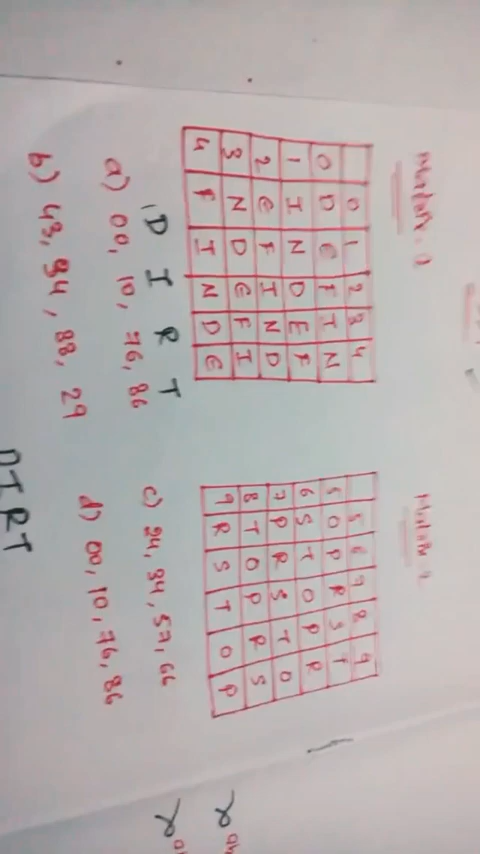 Matrix - 1
0 1 2 3 4
0 D E F I N
1 I N D E F
2 E F I N D
3 N D E F I
4 F I N D E
Matrix - 2
5 6 7 8 9
5 O P R S T
6 S T O P R
7 P R S T O
8 T O P R S
9 R S T O P
D I R T
a) 00, 10, 76, 86
c) 24, 34, 57, 66
b) 43, 34, 88, 29
d) 00, 10, 76, 86
DIRT